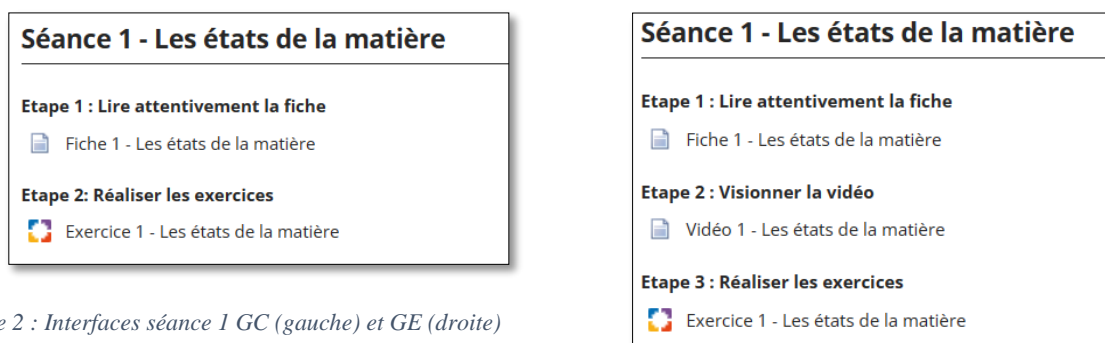 Séance 1 - Les états de la matière
Etape 1 : Lire attentivement la fiche
Fiche 1 - Les états de la matière
Etape 2: Réaliser les exercices
Exercice 1 - Les états de la matière
e 2 : Interfaces séance 1 GC (gauche) et GE (droite)
Séance 1 - Les états de la matière
Etape 1 : Lire attentivement la fiche
Fiche 1 - Les états de la matière
Etape 2 : Visionner la vidéo
Vidéo 1 - Les états de la matière
Etape 3 : Réaliser les exercices
Exercice 1 - Les états de la matière